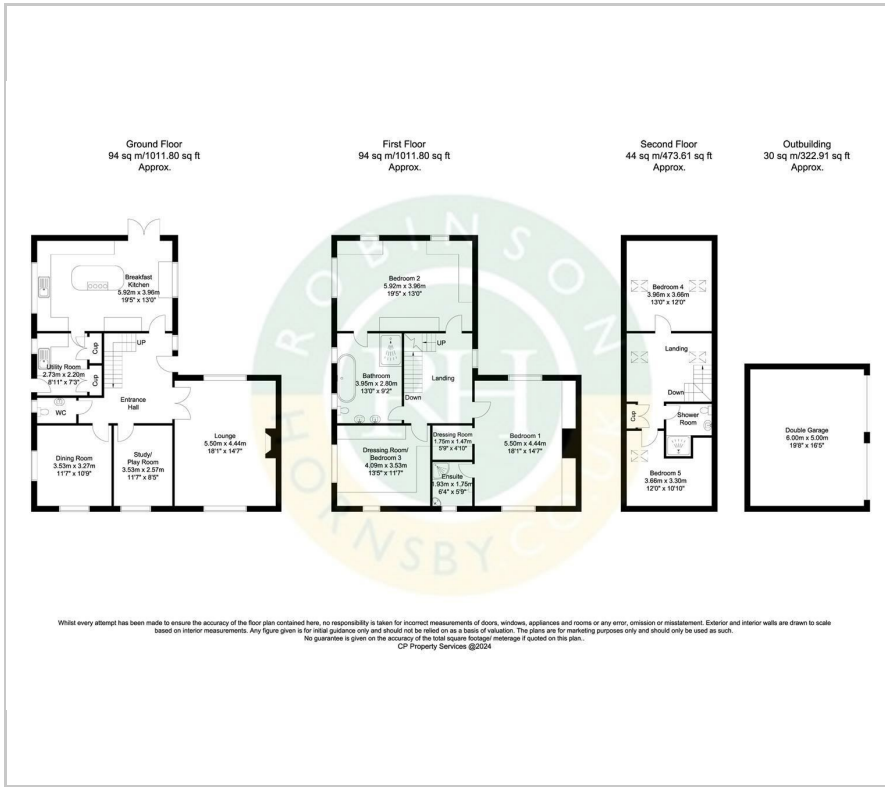 Ground Floor
94 sq m/1011.80 sq ft
Approx.
Breakfast
Kitchen
5.92m x 3.96m
19'5" x 13'0"
Utility Room
2.73m x 2.20m
8'11" x 7'3"
Cup
Cup
UP
WC
Entrance
Hall
Lounge
5.50m x 4.44m
18'1" x 14'7"
Dining Room
3.53m x 3.27m
11'7" x 10'9"
Study/
Play Room
3.53m x 2.57m
11'7" x 8'5"
First Floor
94 sq m/1011.80 sq ft
Approx.
Bedroom 2
5.92m x 3.96m
19'5" x 13'0"
UP
Bathroom
3.95m x 2.80m
13'0" x 9'2"
Landing
Down
Dressing Room
1.75m x 1.47m
5'9" x 4'10"
Bedroom 1
5.50m x 4.44m
18'1" x 14'7"
Dressing Room/
Bedroom 3
4.09m x 3.53m
13'5" x 11'7"
Ensuite
1.93m x 1.75m
6'4" x 5'9"
Second Floor
44 sq m/473.61 sq ft
Approx.
Bedroom 4
3.96m x 3.66m
13'0" x 12'0"
Landing
Down
Cup
Shower
Room
Bedroom 5
3.66m x 3.30m
12'0" x 10'10"
Outbuilding
30 sq m/322.91 sq ft
Approx.
Double Garage
6.00m x 5.00m
19'8" x 16'5"
ROBINSON
HORNSBY CO.UK
Whilst every attempt has been made to ensure the accuracy of the floor plan contained here, no responsibility is taken for incorrect measurements of doors, windows, appliances and rooms or any error, omission or misstatement. Exterior and interior walls are drawn to scale
based on interior measurements. Any figure given is for initial guidance only and should not be relied on as a basis of valuation. The plans are for marketing purposes only and should only be used as such.
No guarantee is given on the accuracy of the total square footage/ meterage if quoted on this plan..
CP Property Services @2024